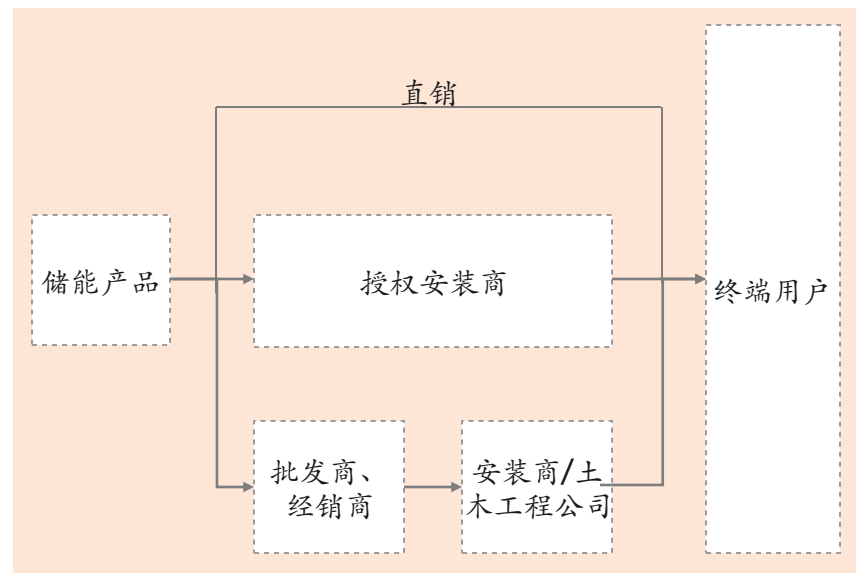 直销
储能产品
授权安装商
终端用户
批发商、
经销商
安装商/土
木工程公司